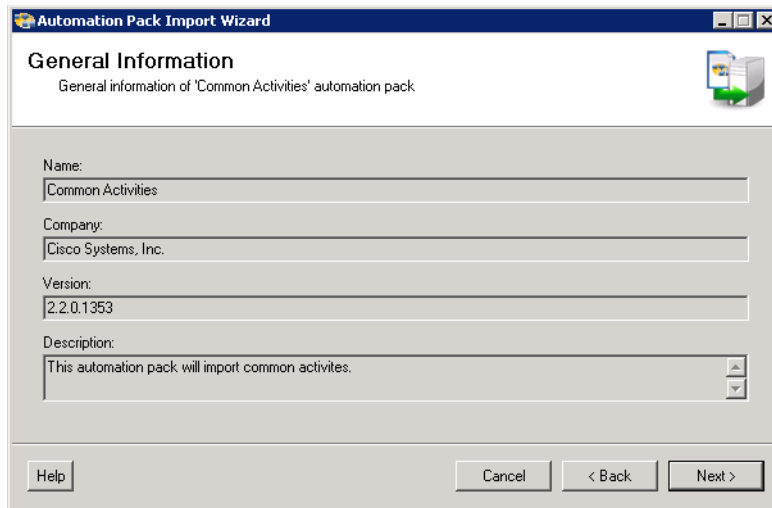 Automation Pack Import Wizard
General Information
General information of 'Common Activities' automation pack
Name:
Common Activities
Company:
Cisco Systems, Inc.
Version:
2.2.0.1353
Description:
This automation pack will import common activites.
Help
Cancel
< Back
Next >